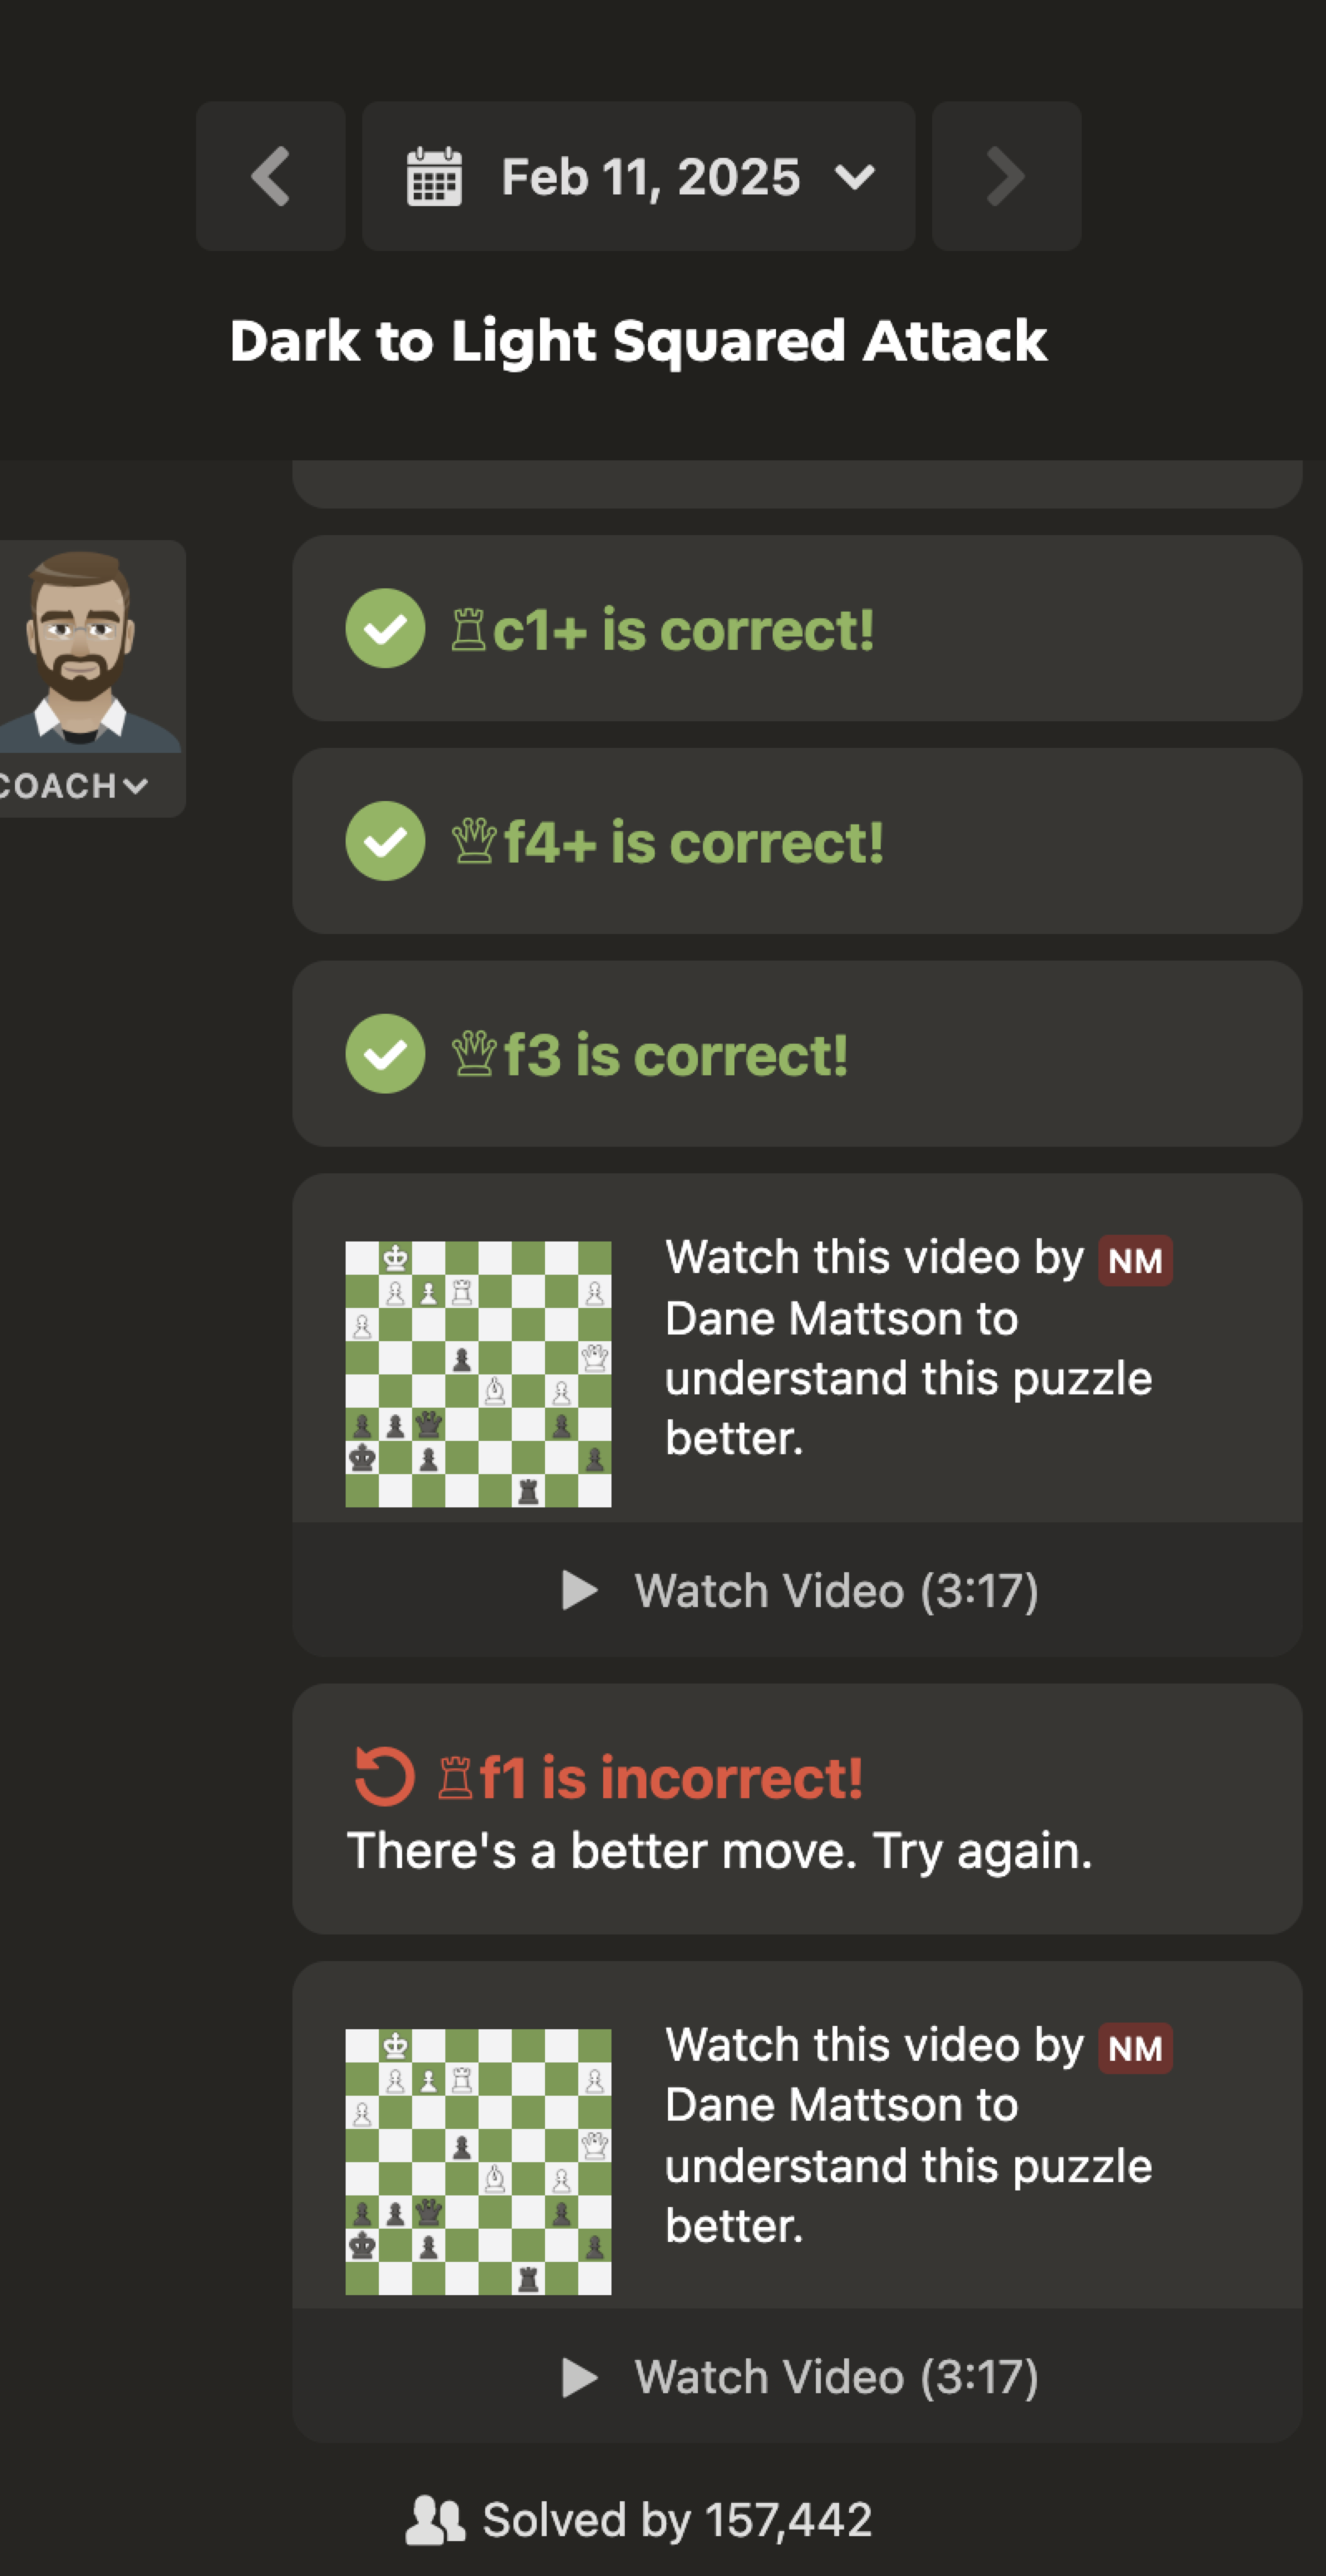 Feb 11, 2025
Dark to Light Squared Attack
♖c1+ is correct!
COACH
♕f4+ is correct!
♕f3 is correct!
Watch this video by NM
Dane Mattson to
understand this puzzle
better.
Watch Video (3:17)
♖f1 is incorrect!
There's a better move. Try again.
Watch this video by NM
Dane Mattson to
understand this puzzle
better.
Watch Video (3:17)
Solved by 157,442